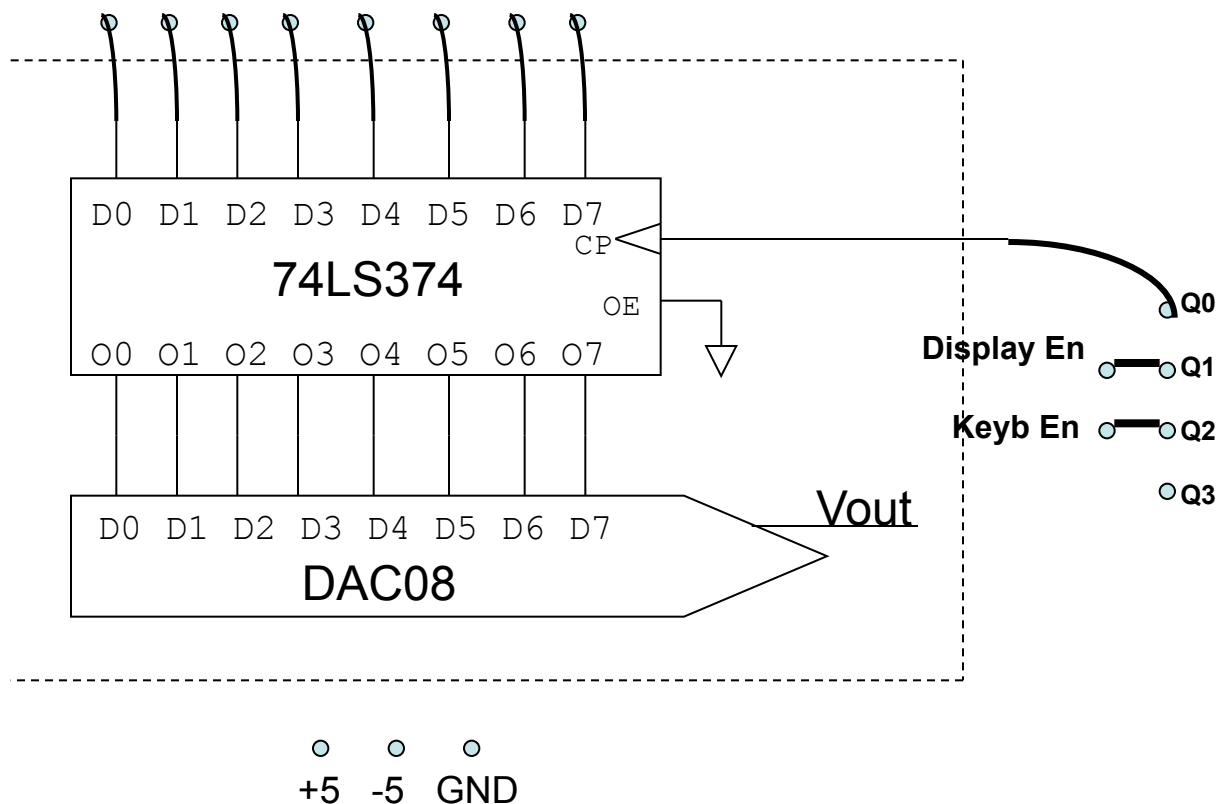 D0 D1 D2 D3 D4 D5 D6 D7
CP
74LS374
OE
O0 O1 O2 O3 O4 O5 O6 O7
Q0
Display En
Q1
Keyb En
Q2
Q3
Vout
D0 D1 D2 D3 D4 D5 D6 D7
DAC08
+5 -5 GND